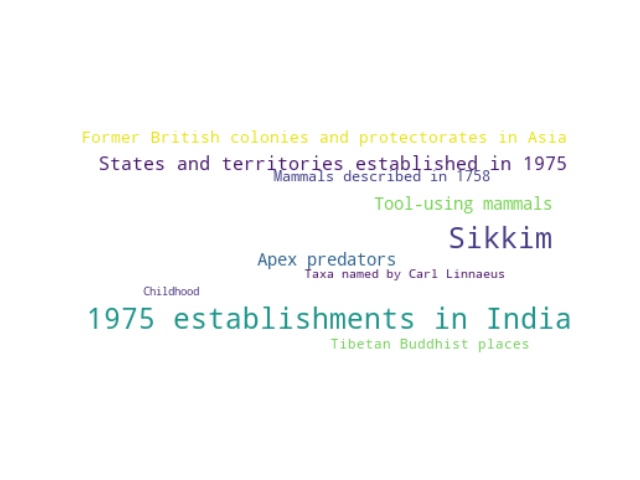 Former British colonies and protectorates in Asia
States and territories established in 1975
Mammals described in 1758
Tool-using mammals
Sikkim
Apex predators
Taxa named by Carl Linnaeus
Childhood
1975 establishments in India
Tibetan Buddhist places